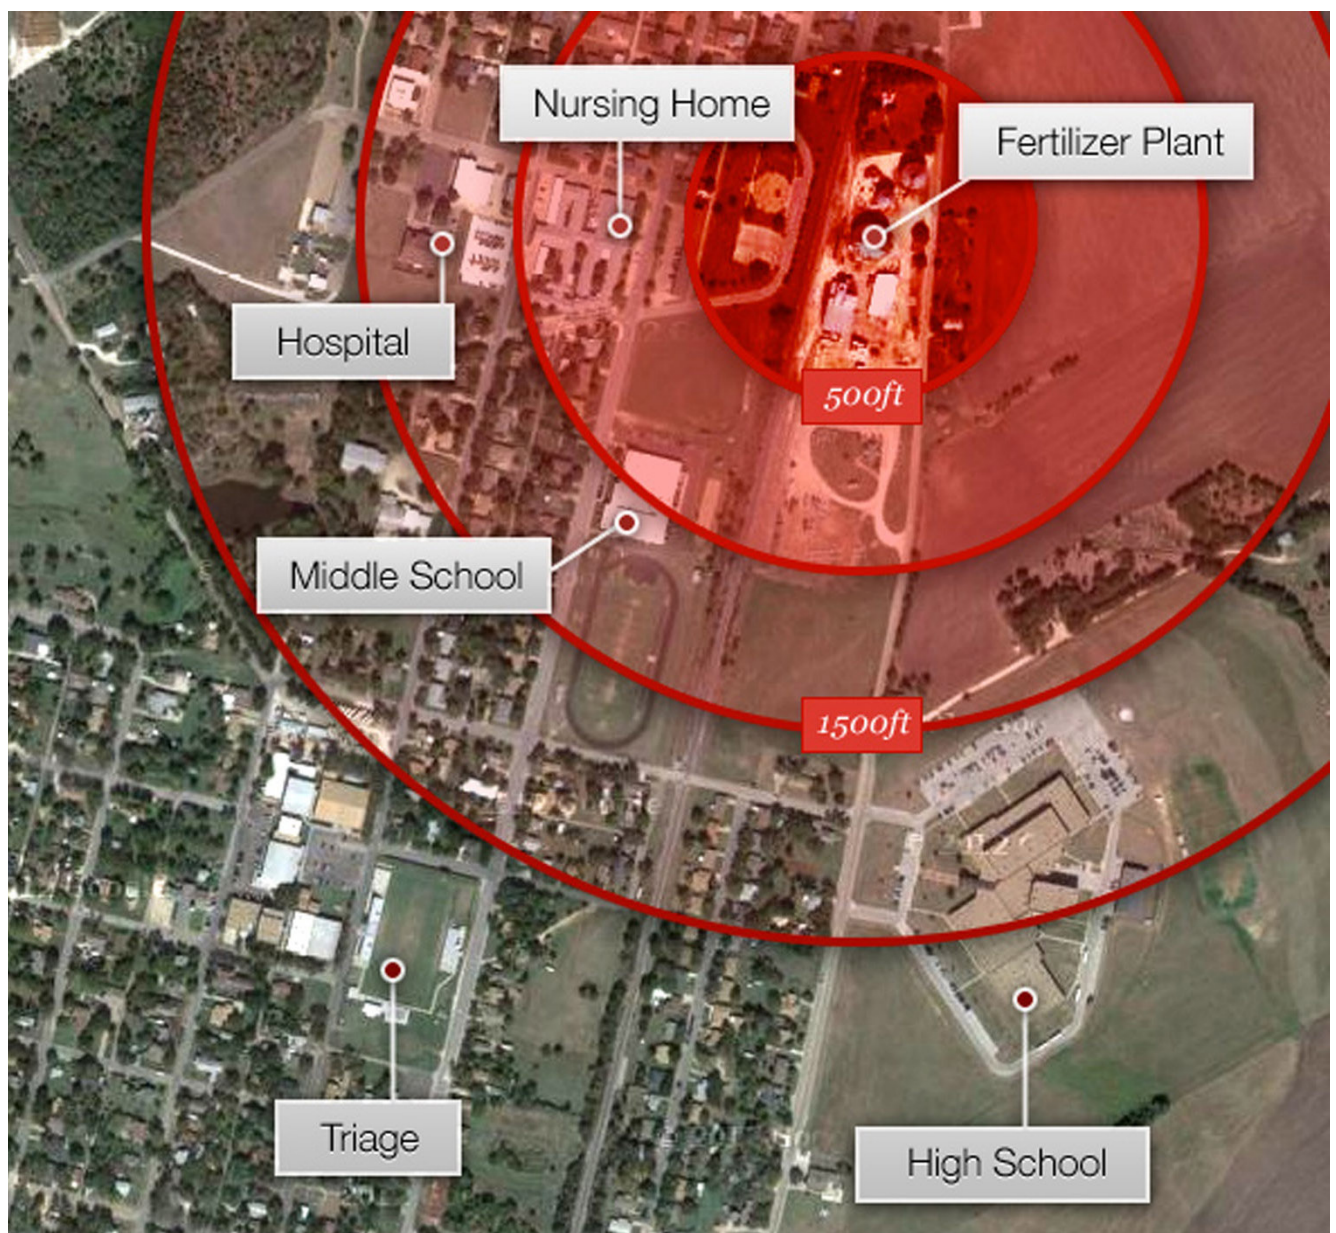 Nursing Home
Fertilizer Plant
Hospital
500ft
Middle School
1500ft
Triage
High School